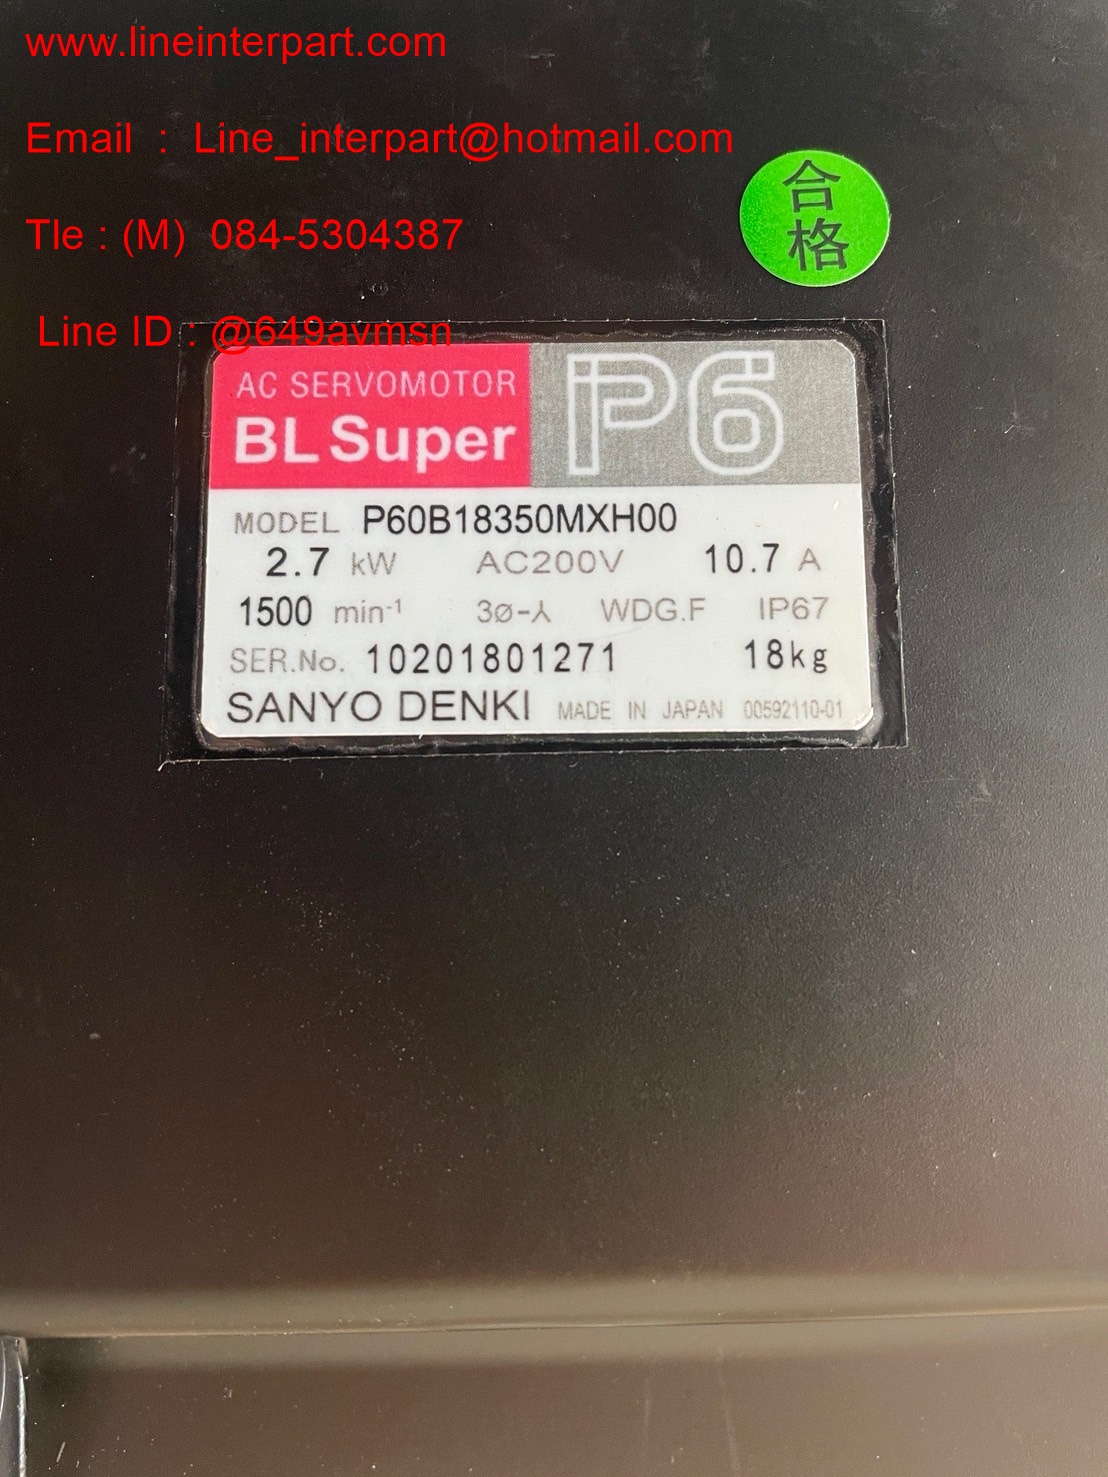 www.lineinterpart.com
Email : Line_interpart@hotmail.com
Tle : (M) 084-5304387
Line ID : @649avmsn
合
格
AC SERVOMOTOR
BL Super
P6
MODEL P60B18350MXH00
2.7 kW AC200V 10.7 A
1500 min-1 3ø-⅄ WDG.F IP67
SER.No. 10201801271 18kg
SANYO DENKI MADE IN JAPAN 00592110-01